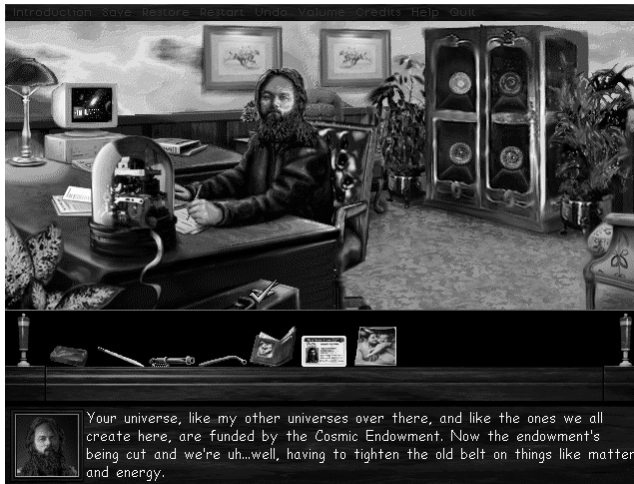 Introduction Save Restore Restart Undo Volume Credits Help Quit
Your universe, like my other universes over there, and like the ones we all
create here, are funded by the Cosmic Endowment. Now the endowment's
being cut and we're uh...well, having to tighten the old belt on things like matter
and energy.